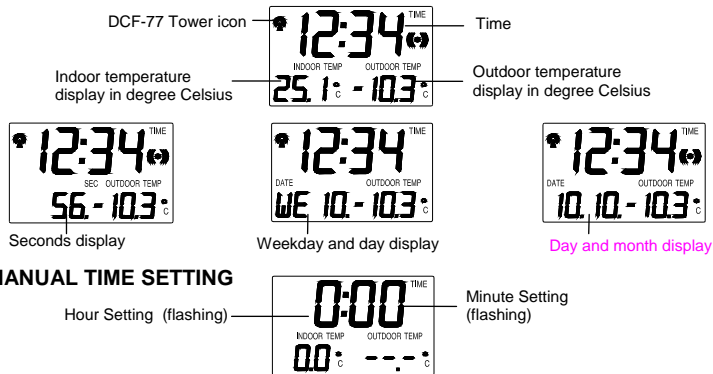 DCF-77 Tower icon
TIME
12:34
Time
Indoor temperature
display in degree Celsius
INDOOR TEMP OUTDOOR TEMP
25.1°C -10.3°C
Outdoor temperature
display in degree Celsius
TIME
12:34
SEC OUTDOOR TEMP
56.-10.3°C
Seconds display
TIME
12:34
DATE OUTDOOR TEMP
WE 10.-10.3°C
Weekday and day display
TIME
12:34
DATE OUTDOOR TEMP
10.10.-10.3°C
Day and month display
MANUAL TIME SETTING
Hour Setting (flashing)
TIME
0:00
Minute Setting
(flashing)
INDOOR TEMP OUTDOOR TEMP
0.0°C --.-°C